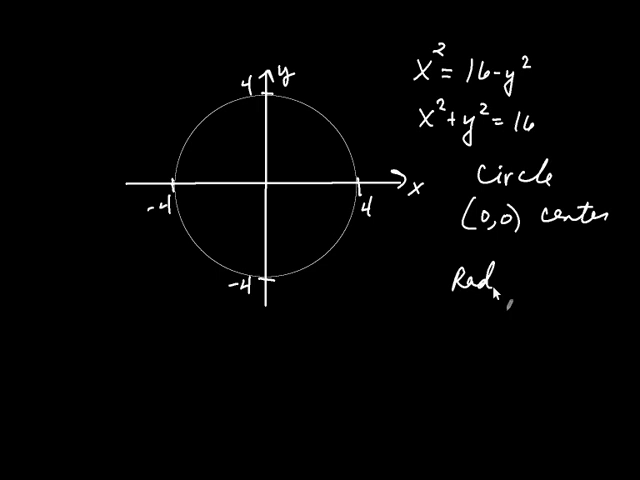 x² = 16-y²
x²+y² = 16
4 y
-4 4 x
-4
Circle
(0,0) center
Rad